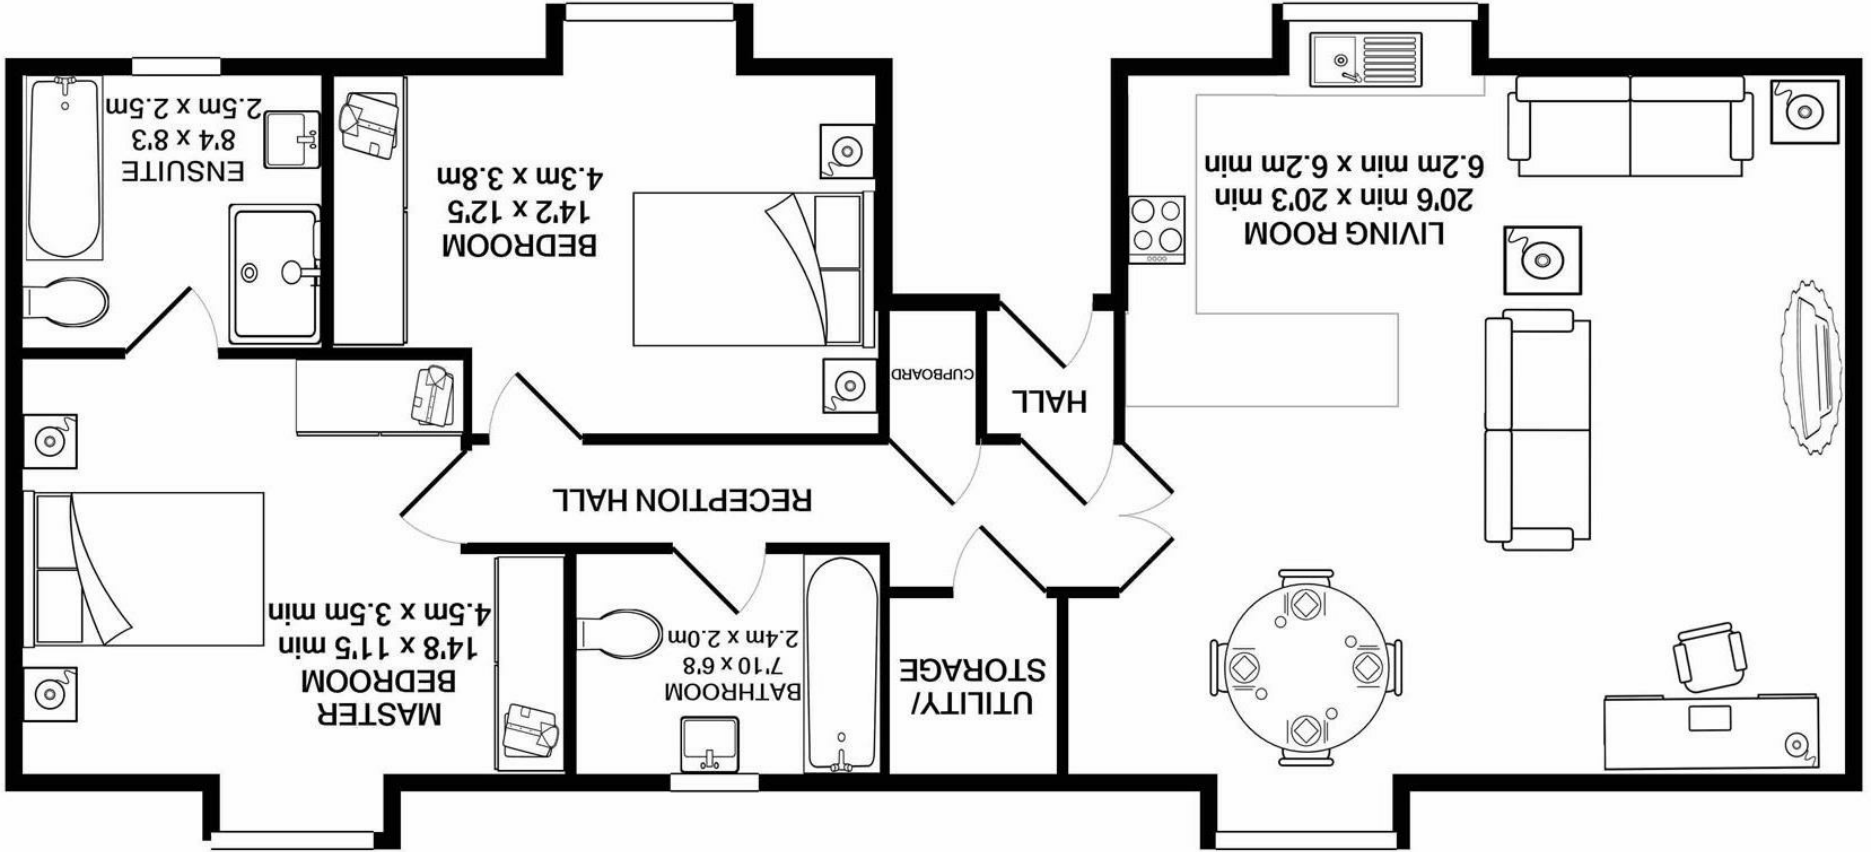 UTILITY/
STORAGE
BATHROOM
7'10 x 6'8
2.4m x 2.0m
MASTER
BEDROOM
14'8 x 11'5 min
4.5m x 3.5m min
RECEPTION HALL
HALL
CUPBOARD
LIVING ROOM
20'6 min x 20'3 min
6.2m min x 6.2m min
BEDROOM
14'2 x 12'5
4.3m x 3.8m
ENSUITE
8'4 x 8'3
2.5m x 2.5m